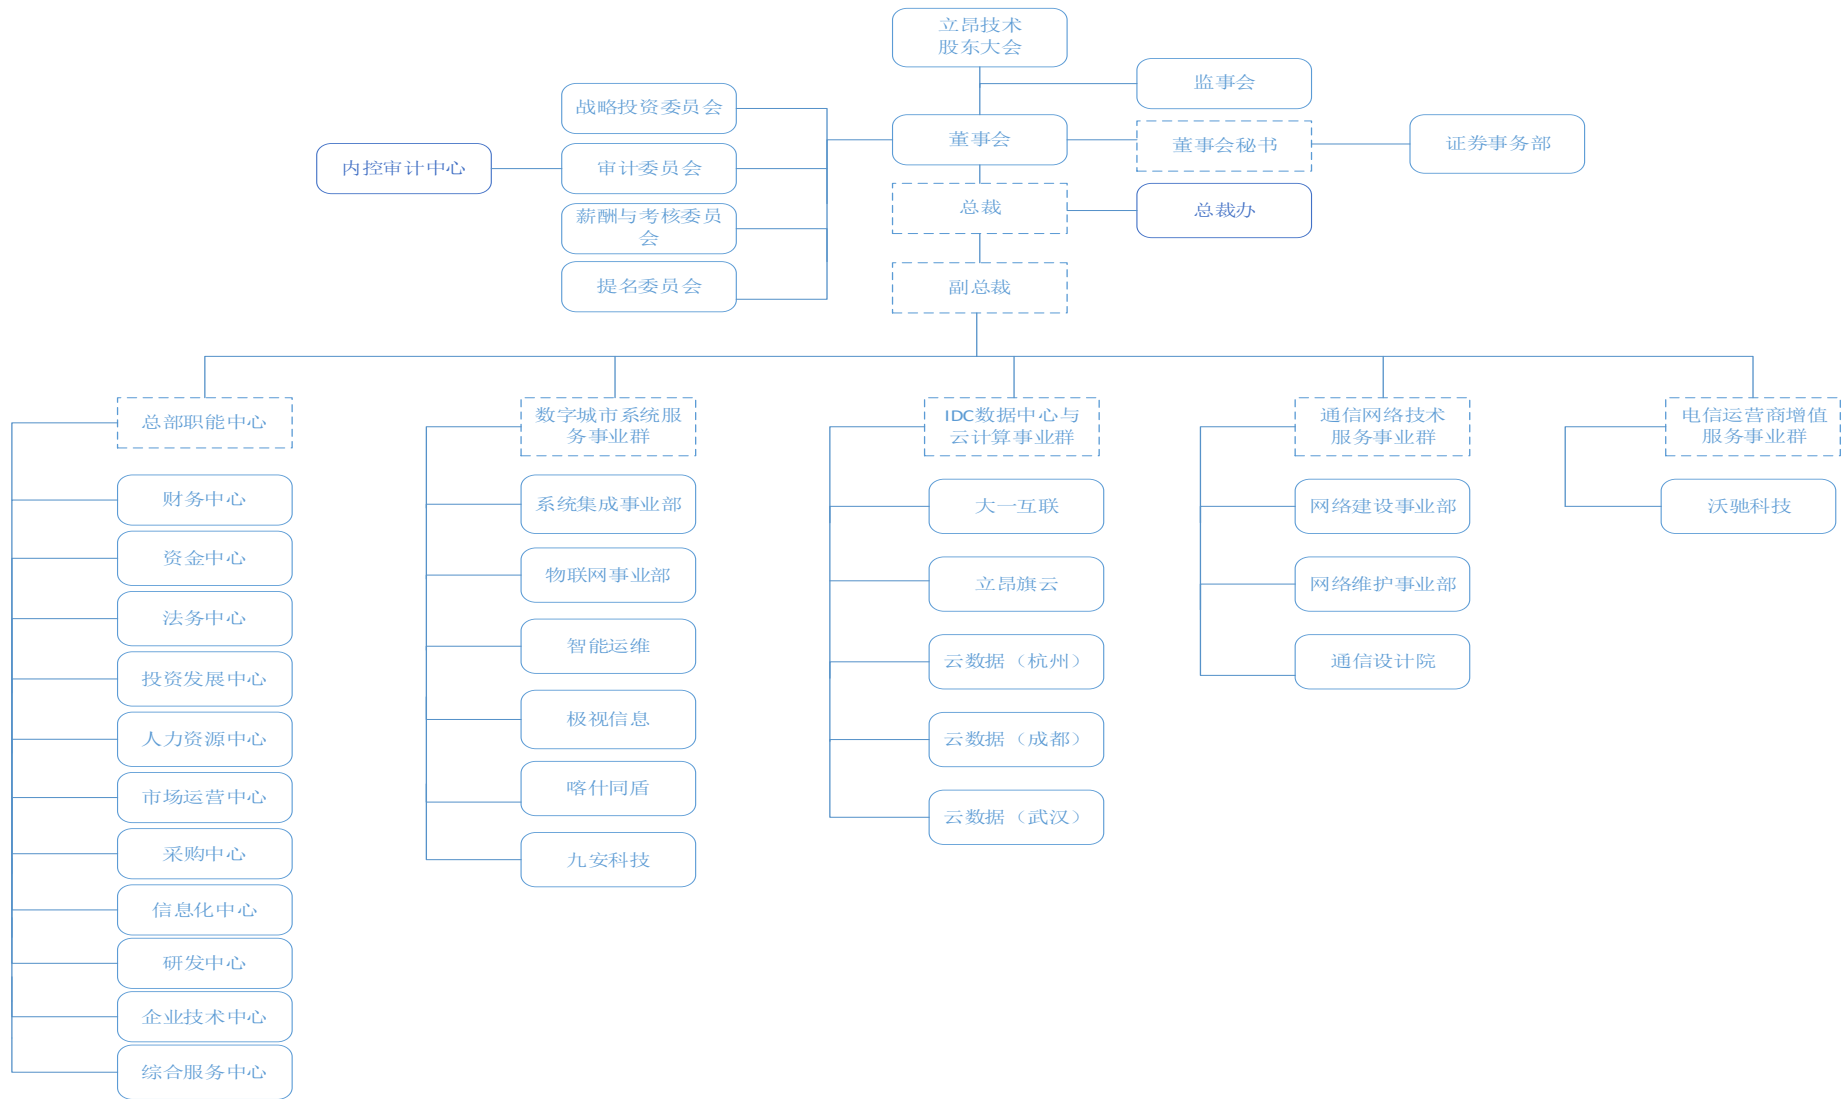 立昂技术
股东大会
监事会
战略投资委员会
董事会
董事会秘书
证券事务部
内控审计中心
审计委员会
总裁
总裁办
薪酬与考核委员
会
提名委员会
副总裁
总部职能中心
数字城市系统服
务事业群
IDC数据中心与
云计算事业群
通信网络技术
服务事业群
电信运营商增值
服务事业群
财务中心
资金中心
法务中心
投资发展中心
人力资源中心
市场运营中心
采购中心
信息化中心
研发中心
企业技术中心
综合服务中心
系统集成事业部
物联网事业部
智能运维
极视信息
喀什同盾
九安科技
大一互联
立昂旗云
云数据（杭州）
云数据（成都）
云数据（武汉）
网络建设事业部
网络维护事业部
通信设计院
沃驰科技